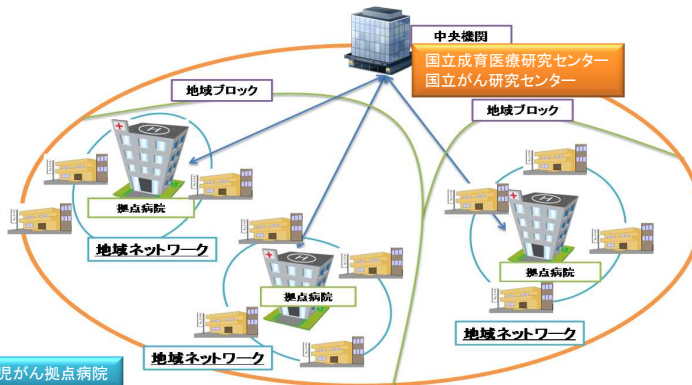 中央機関
国立成育医療研究センター
国立がん研究センター
地域ブロック
地域ブロック
拠点病院
地域ネットワーク
拠点病院
地域ネットワーク
拠点病院
地域ネットワーク
児がん拠点病院